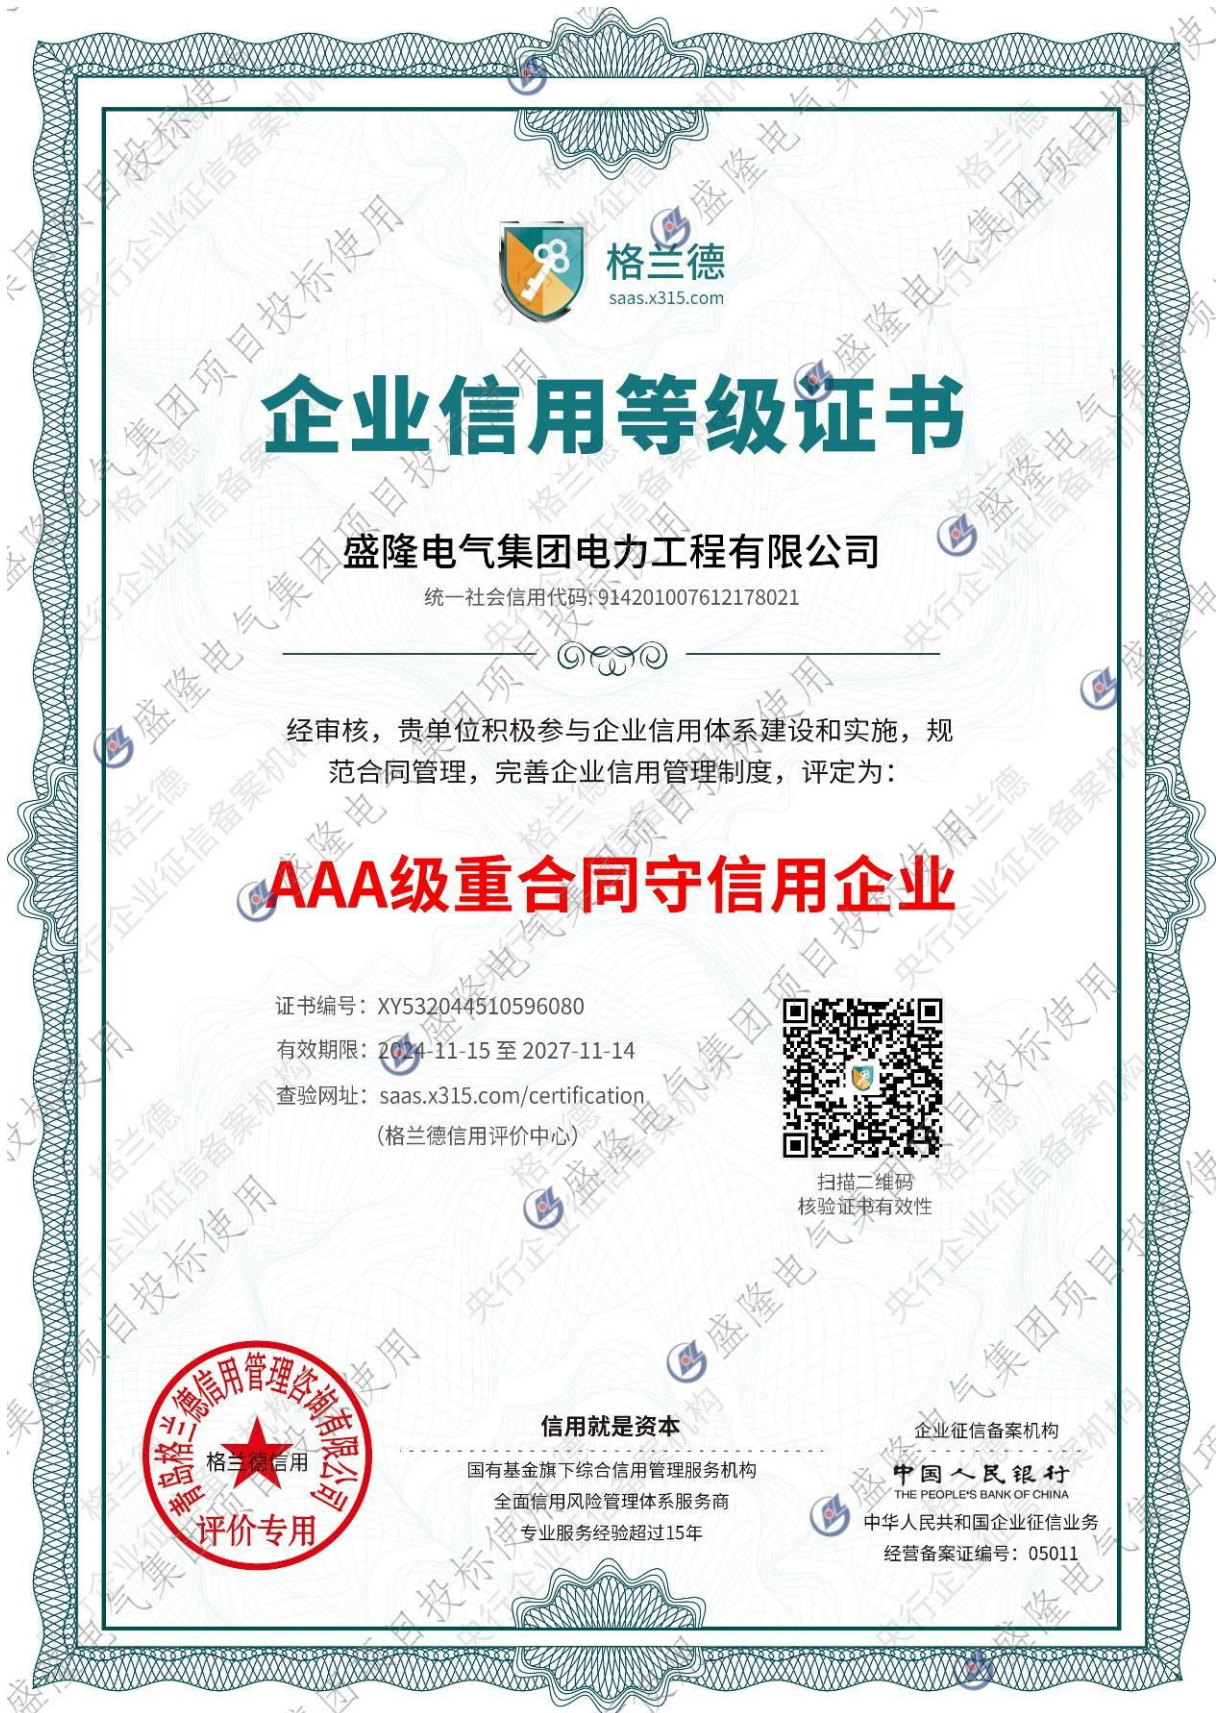 格兰德
saas.x315.com
企业信用等级证书
盛隆电气集团电力工程有限公司
统一社会信用代码: 914201007612178021
经审核，贵单位积极参与企业信用体系建设和实施，规
范合同管理，完善企业信用管理制度，评定为：
AAA级重合同守信用企业
证书编号：XY532044510596080
有效期限：2024-11-15 至 2027-11-14
查验网址：saas.x315.com/certification
（格兰德信用评价中心）
扫描二维码
核验证书有效性
青岛格兰德信用管理咨询有限公司
格兰德信用
评价专用
信用就是资本
国有基金旗下综合信用管理服务机构
全面信用风险管理体系服务商
专业服务经验超过15年
企业征信备案机构
中国人民银行
THE PEOPLE'S BANK OF CHINA
中华人民共和国企业征信业务
经营备案证编号：05011
盛隆电气集团项目投标使用
格兰德
央行企业征信备案机构